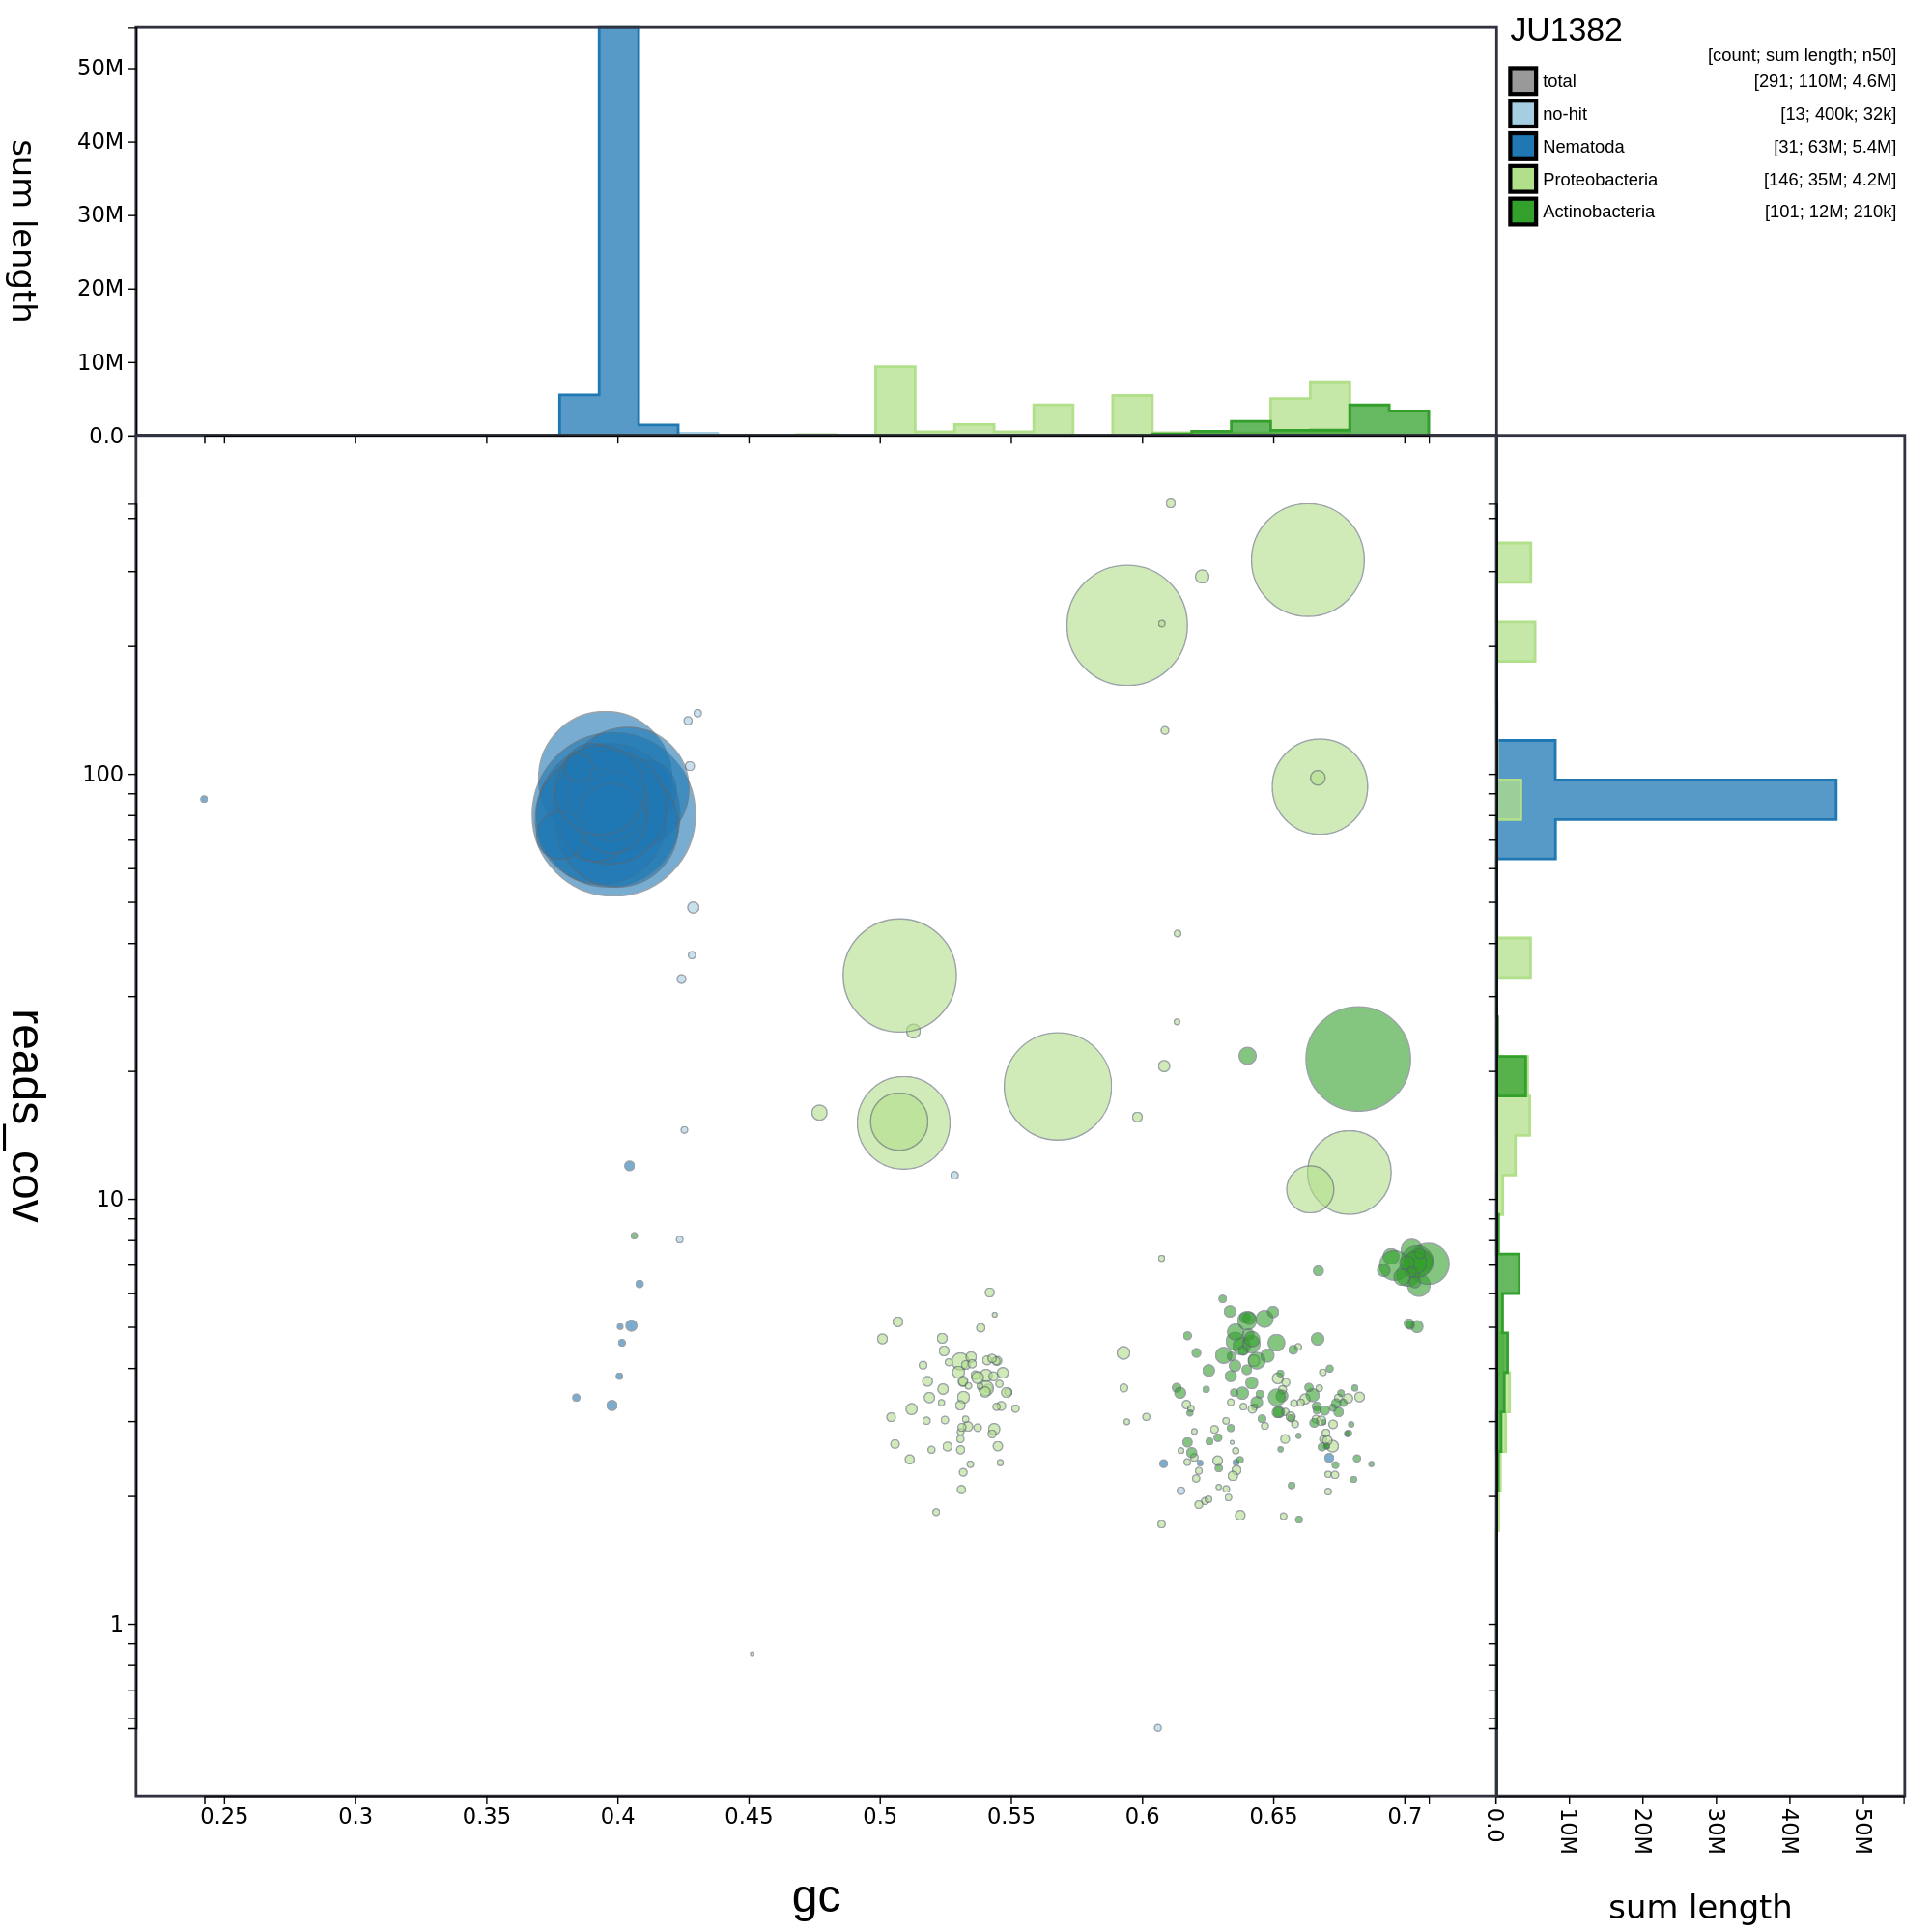 JU1382
[count; sum length; n50]
total [291; 110M; 4.6M]
no-hit [13; 400k; 32k]
Nematoda [31; 63M; 5.4M]
Proteobacteria [146; 35M; 4.2M]
Actinobacteria [101; 12M; 210k]
sum length
50M
40M
30M
20M
10M
0.0
reads_cov
100
10
1
0.25 0.3 0.35 0.4 0.45 0.5 0.55 0.6 0.65 0.7
gc
0.0 10M 20M 30M 40M 50M
sum length